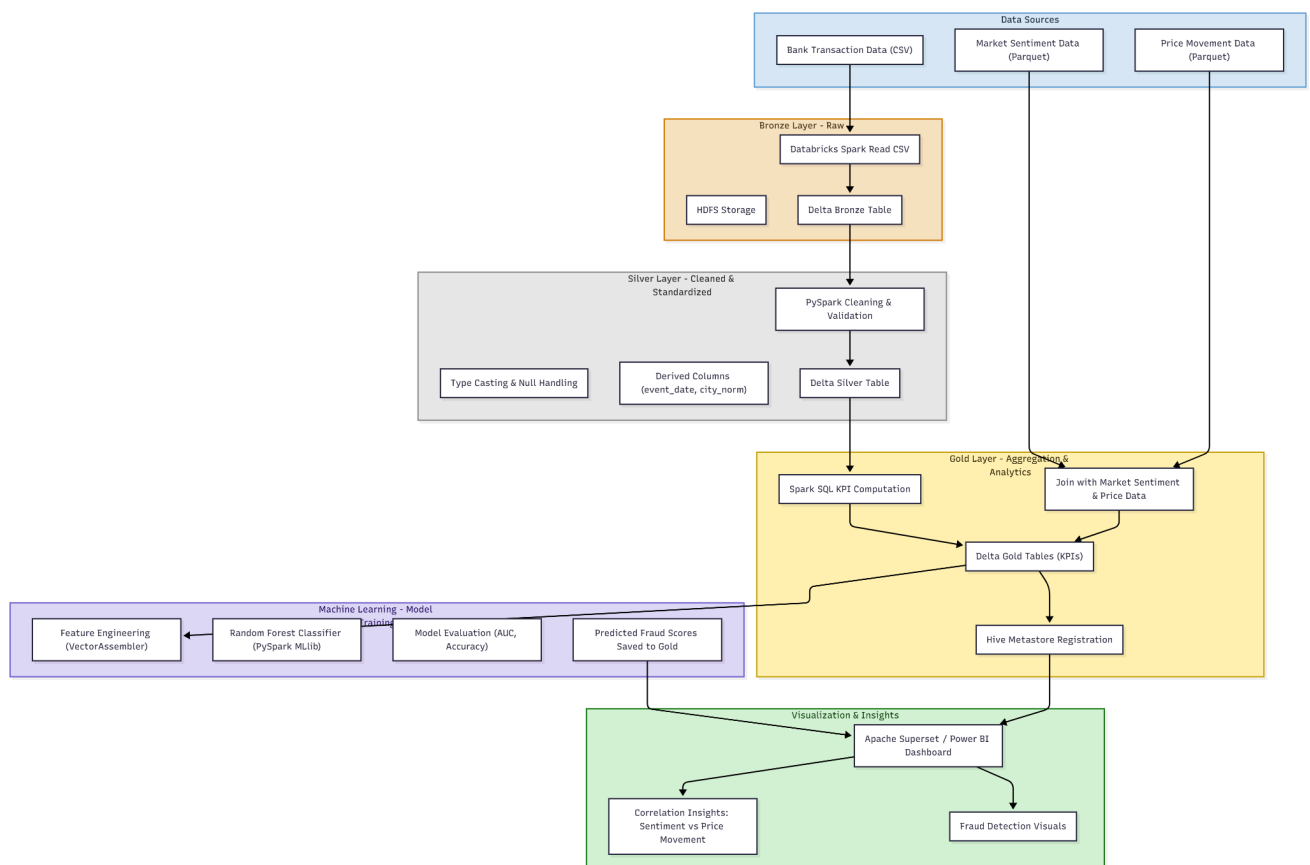 Data Sources
Bank Transaction Data (CSV)
Market Sentiment Data
(Parquet)
Price Movement Data
(Parquet)
Bronze Layer - Raw
Databricks Spark Read CSV
HDFS Storage
Delta Bronze Table
Silver Layer - Cleaned &
Standardized
PySpark Cleaning &
Validation
Type Casting & Null Handling
Derived Columns
(event_date, city_norm)
Delta Silver Table
Gold Layer - Aggregation &
Analytics
Spark SQL KPI Computation
Join with Market Sentiment
& Price Data
Delta Gold Tables (KPIs)
Hive Metastore Registration
Machine Learning - Model
Training
Feature Engineering
(VectorAssembler)
Random Forest Classifier
(PySpark MLlib)
Model Evaluation (AUC,
Accuracy)
Predicted Fraud Scores
Saved to Gold
Visualization & Insights
Apache Superset / Power BI
Dashboard
Correlation Insights:
Sentiment vs Price
Movement
Fraud Detection Visuals